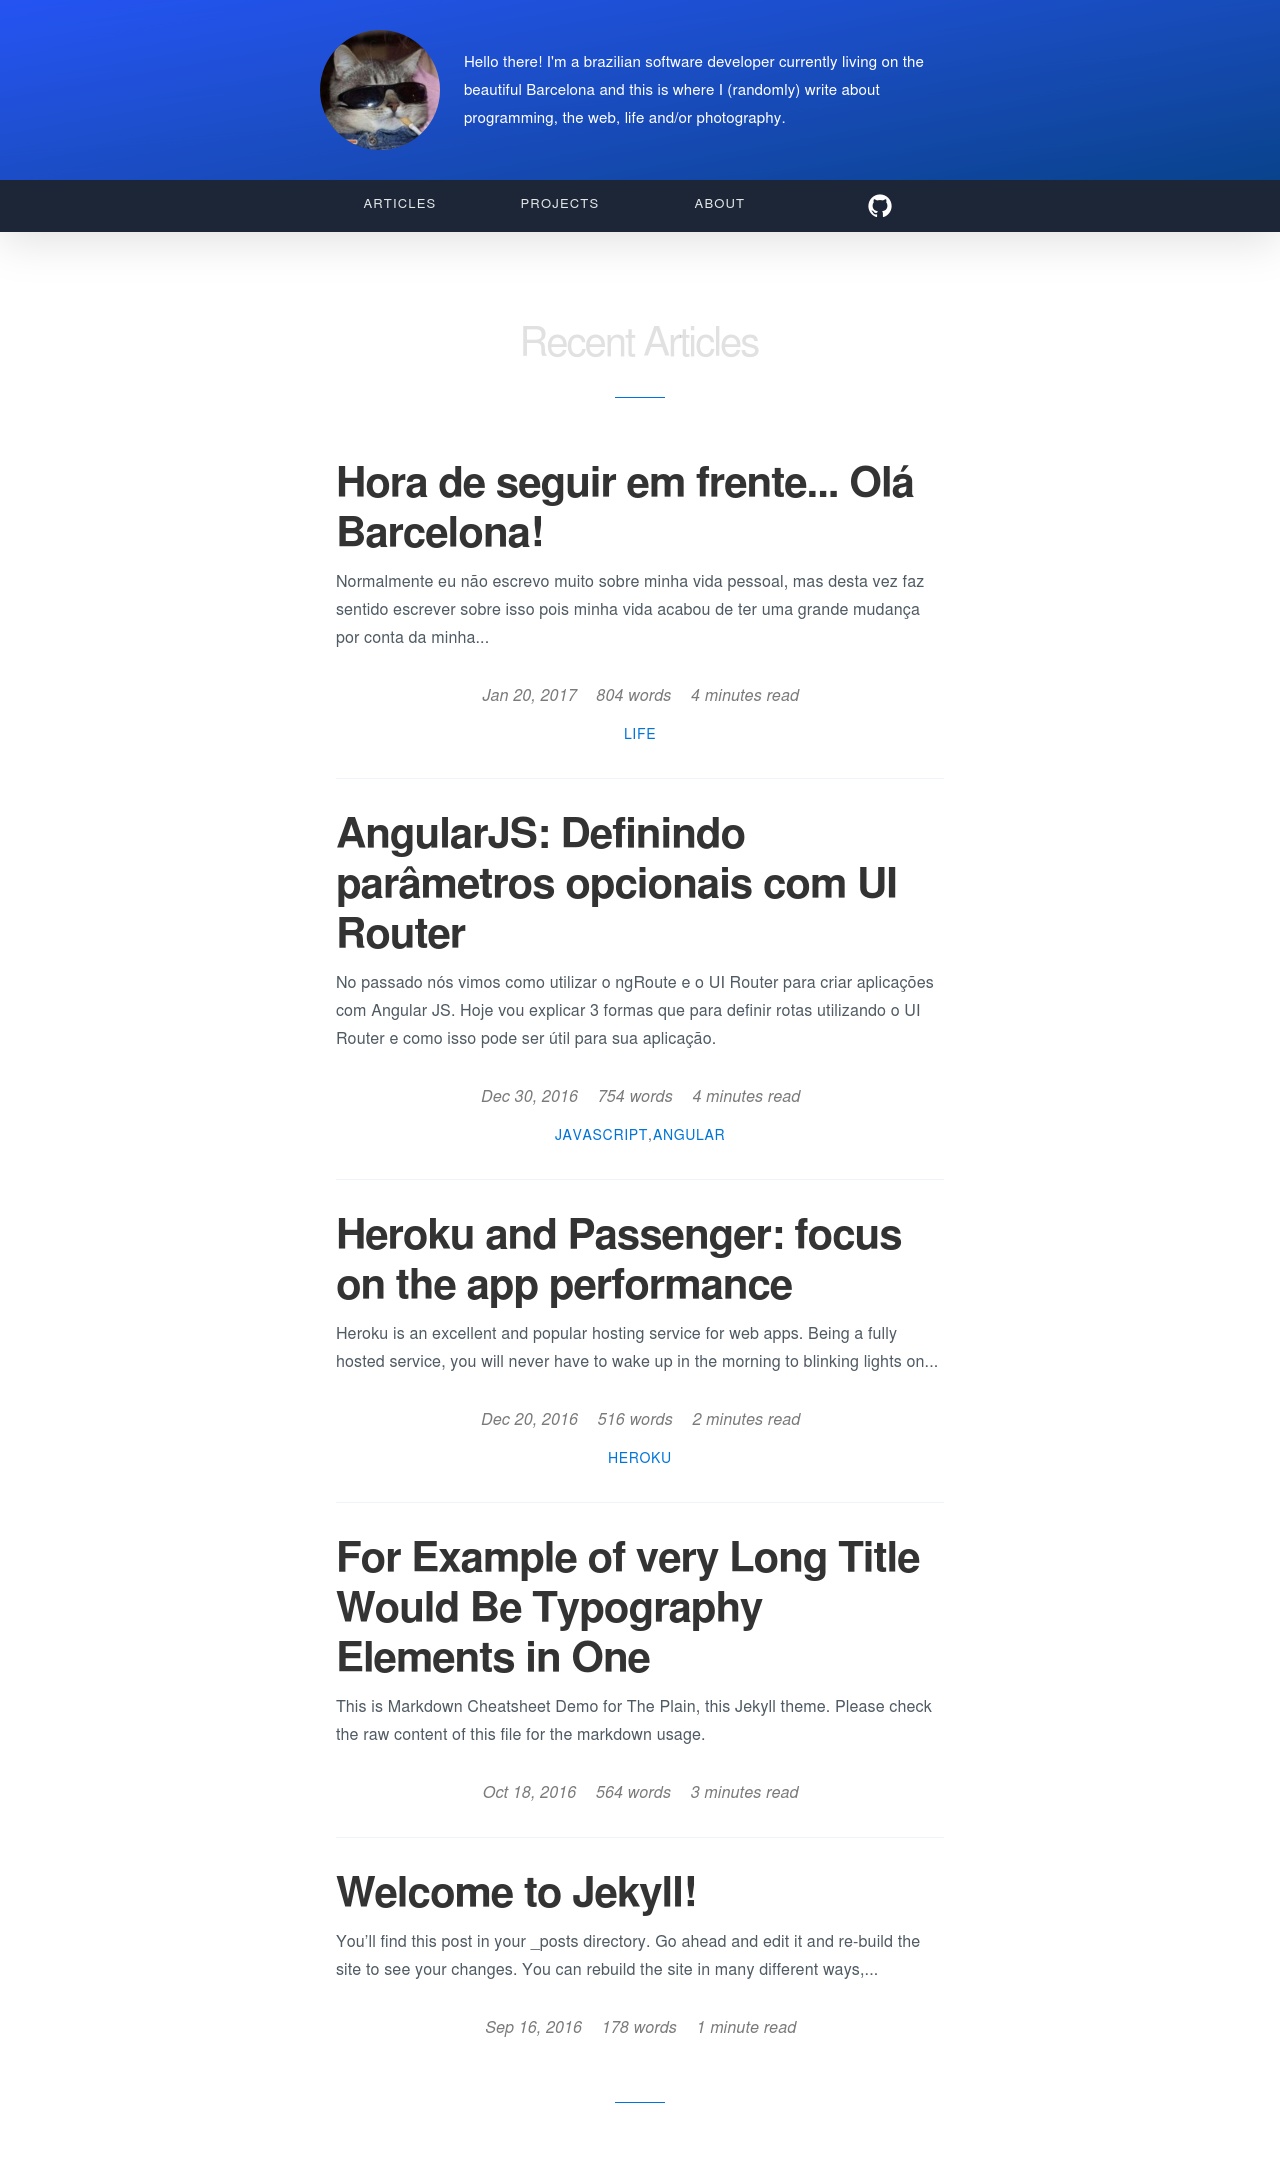 Hello there! I'm a brazilian software developer currently living on the
beautiful Barcelona and this is where I (randomly) write about
programming, the web, life and/or photography.
ARTICLES PROJECTS ABOUT
Recent Articles
Hora de seguir em frente... Olá
Barcelona!
Normalmente eu não escrevo muito sobre minha vida pessoal, mas desta vez faz
sentido escrever sobre isso pois minha vida acabou de ter uma grande mudança
por conta da minha...
Jan 20, 2017 804 words 4 minutes read
LIFE
AngularJS: Definindo
parâmetros opcionais com UI
Router
No passado nós vimos como utilizar o ngRoute e o UI Router para criar aplicações
com Angular JS. Hoje vou explicar 3 formas que para definir rotas utilizando o UI
Router e como isso pode ser útil para sua aplicação.
Dec 30, 2016 754 words 4 minutes read
JAVASCRIPT,ANGULAR
Heroku and Passenger: focus
on the app performance
Heroku is an excellent and popular hosting service for web apps. Being a fully
hosted service, you will never have to wake up in the morning to blinking lights on...
Dec 20, 2016 516 words 2 minutes read
HEROKU
For Example of very Long Title
Would Be Typography
Elements in One
This is Markdown Cheatsheet Demo for The Plain, this Jekyll theme. Please check
the raw content of this file for the markdown usage.
Oct 18, 2016 564 words 3 minutes read
Welcome to Jekyll!
You’ll find this post in your _posts directory. Go ahead and edit it and re-build the
site to see your changes. You can rebuild the site in many different ways,...
Sep 16, 2016 178 words 1 minute read